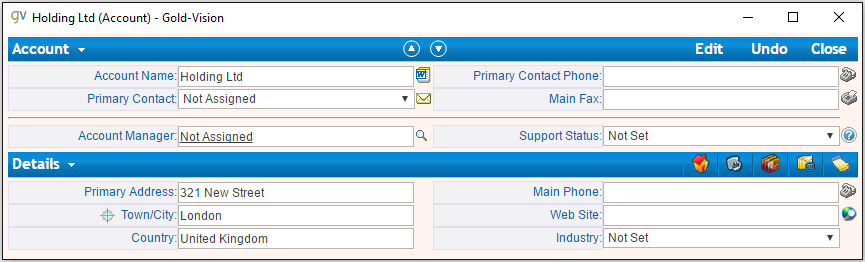 gv Holding Ltd (Account) - Gold-Vision
Account Edit Undo Close
Account Name: Holding Ltd W Primary Contact Phone:
Primary Contact: Not Assigned Main Fax:
Account Manager: Not Assigned Support Status: Not Set ?
Details
Primary Address: 321 New Street Main Phone:
Town/City: London Web Site:
Country: United Kingdom Industry: Not Set